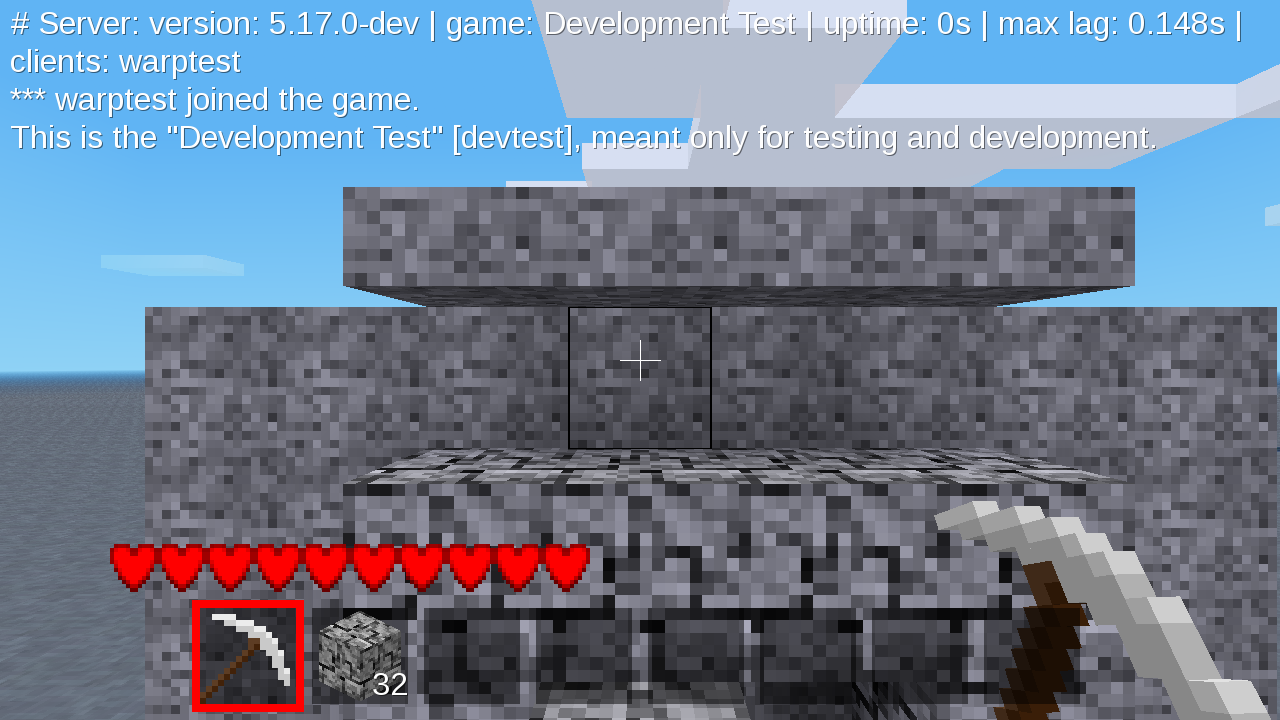 # Server: version: 5.17.0-dev | game: Development Test | uptime: 0s | max lag: 0.148s |
clients: warptest
*** warptest joined the game.
This is the "Development Test" [devtest], meant only for testing and development.
32